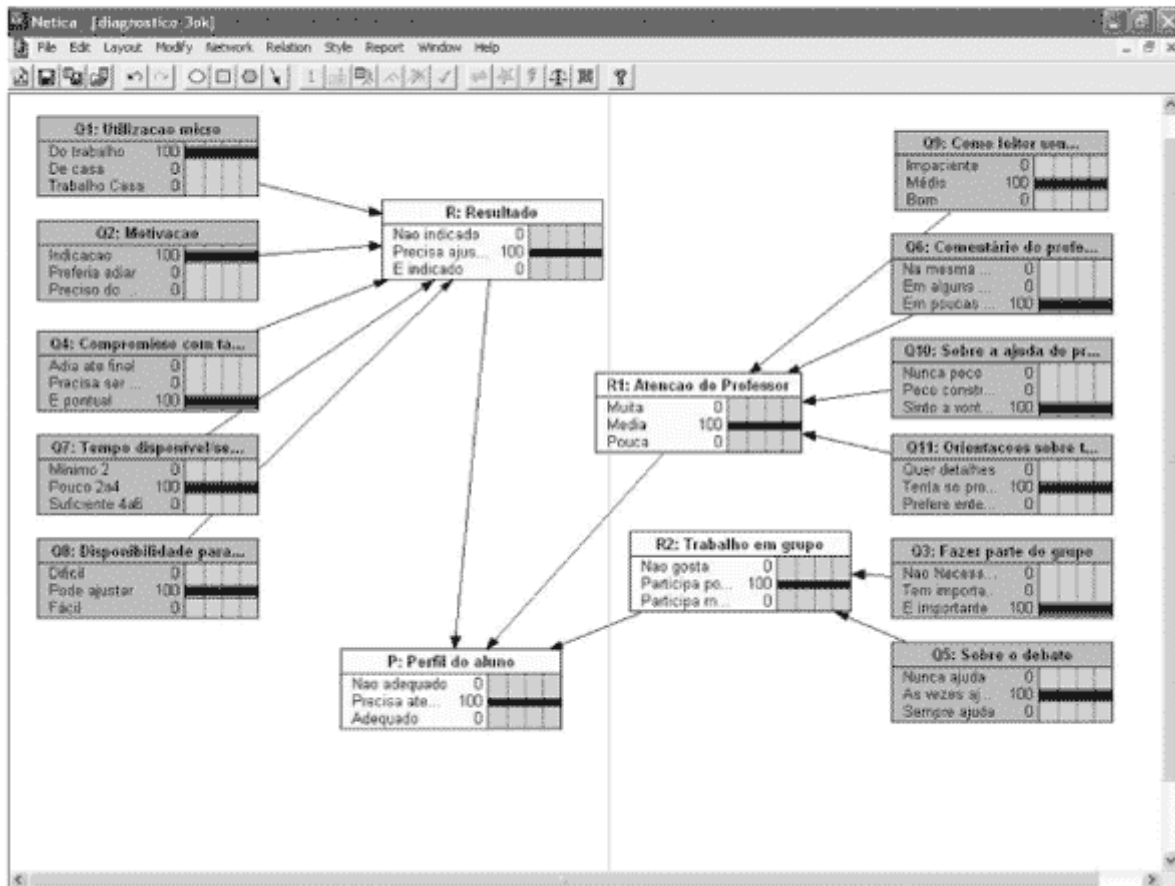 Netica [diagnostico-3ok]
File Edit Layout Modify Network Relation Style Report Window Help
Q1: Utilizacao micro
Do trabalho 100
De casa 0
Trabalho Casa 0
Q2: Motivacao
Indicacao 100
Preferia adiar 0
Preciso do ... 0
Q4: Compromisso com ta...
Adia ate final 0
Precisa ser ... 0
E pontual 100
Q7: Tempo disponivel/se...
Minimo 2 0
Pouco 2a4 100
Suficiente 4a6 0
Q8: Disponibilidade para...
Dificil 0
Pode ajustar 100
Fácil 0
R: Resultado
Nao indicado 0
Precisa ajus... 100
E indicado 0
R1: Atencao do Professor
Muita 0
Media 100
Pouca 0
R2: Trabalho em grupo
Nao gosta 0
Participa po... 100
Participa m... 0
P: Perfil do aluno
Nao adequado 0
Precisa ate... 100
Adequado 0
Q9: Como leitor sou...
Impaciente 0
Médio 100
Bom 0
Q6: Comentário do profe...
Na mesma ... 0
Em alguns ... 0
Em poucas ... 100
Q10: Sobre a ajuda do pr...
Nunca peco 0
Peco constr... 0
Sinto a vont... 100
Q11: Orientacoes sobre t...
Quer detalhes 0
Tenta so pro... 100
Prefere ente... 0
Q3: Fazer parte do grupo
Nao Necess... 0
Tem importa... 0
E importante 100
Q5: Sobre o debate
Nunca ajuda 0
As vezes aj... 100
Sempre ajuda 0